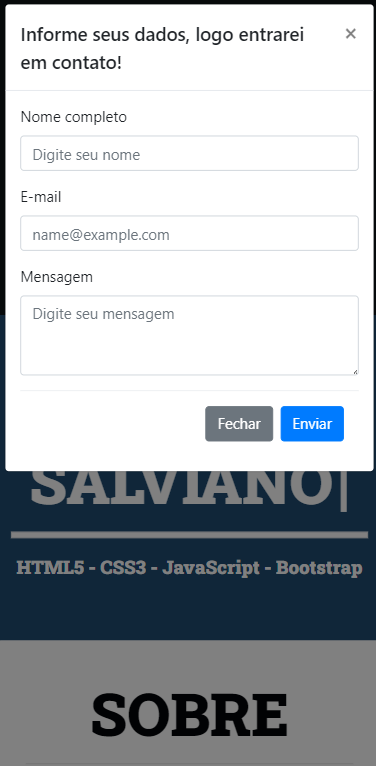 Informe seus dados, logo entrarei
em contato!
×
Nome completo
Digite seu nome
E-mail
name@example.com
Mensagem
Digite seu mensagem
Fechar
Enviar
SALVIANO|
HTML5 - CSS3 - JavaScript - Bootstrap
SOBRE